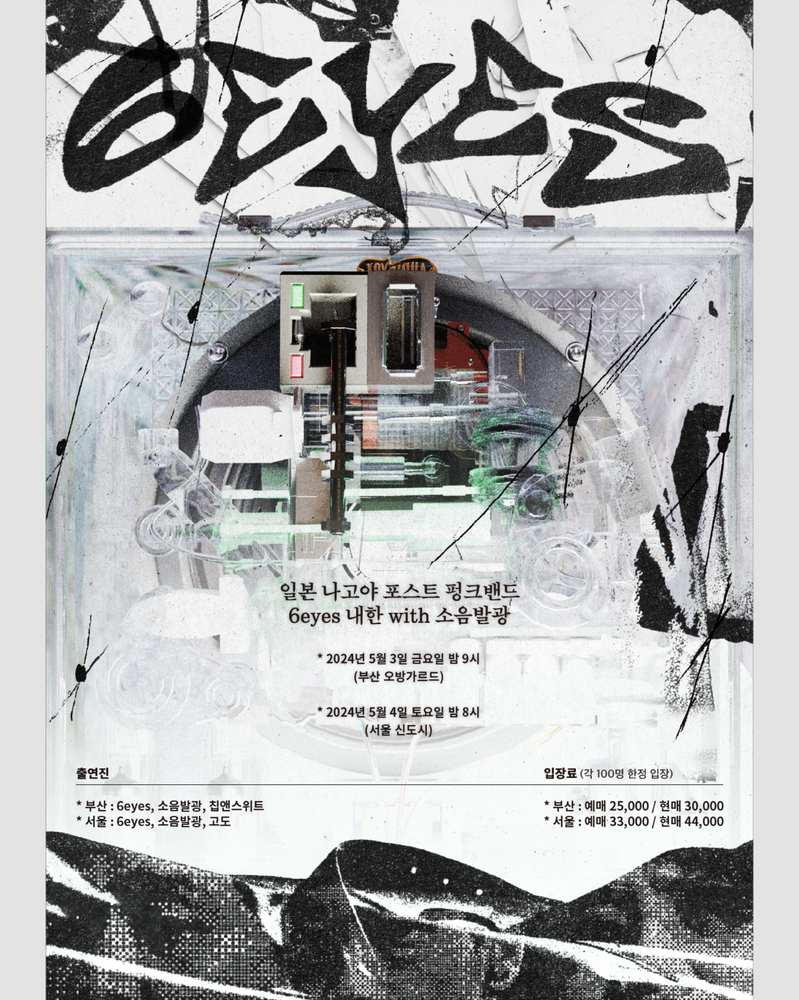 6EYES
일본 나고야 포스트 펑크밴드
6eyes 내한 with 소음발광
* 2024년 5월 3일 금요일 밤 9시
(부산 오방가르드)
* 2024년 5월 4일 토요일 밤 8시
(서울 신도시)
출연진
* 부산 : 6eyes, 소음발광, 칩앤스위트
* 서울 : 6eyes, 소음발광, 고도
입장료 (각 100명 한정 입장)
* 부산 : 예매 25,000 / 현매 30,000
* 서울 : 예매 33,000 / 현매 44,000